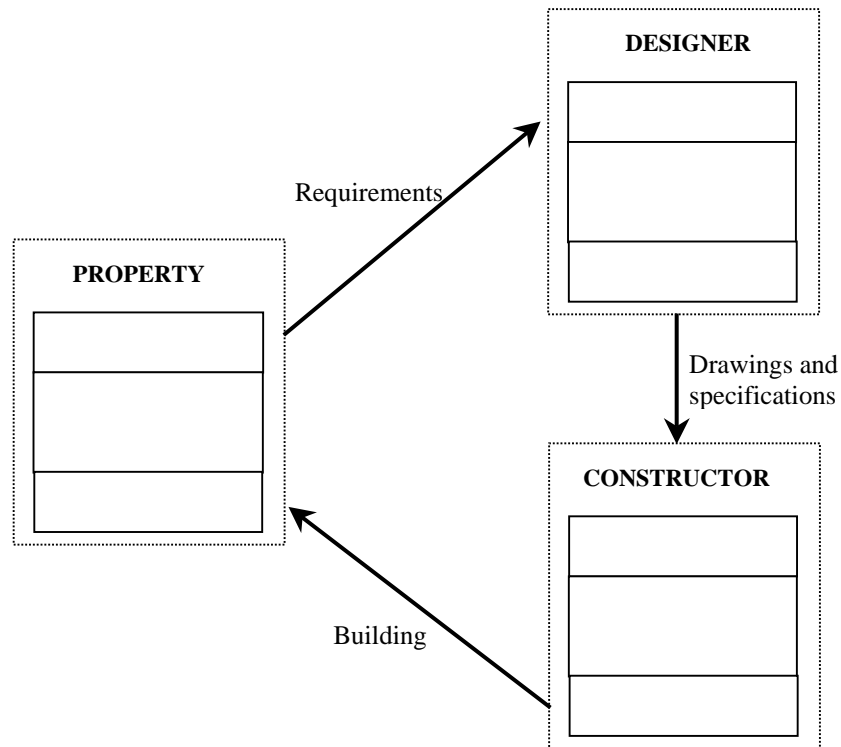 DESIGNER
Requirements
PROPERTY
Drawings and
specifications
CONSTRUCTOR
Building